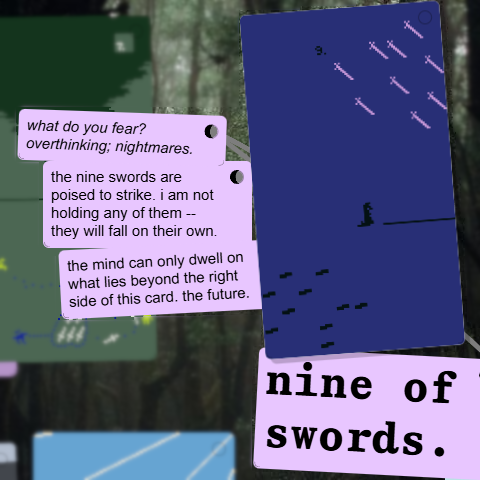 9.
what do you fear?
overthinking; nightmares.
the nine swords are
poised to strike. i am not
holding any of them --
they will fall on their own.
the mind can only dwell on
what lies beyond the right
side of this card. the future.
nine of
swords.